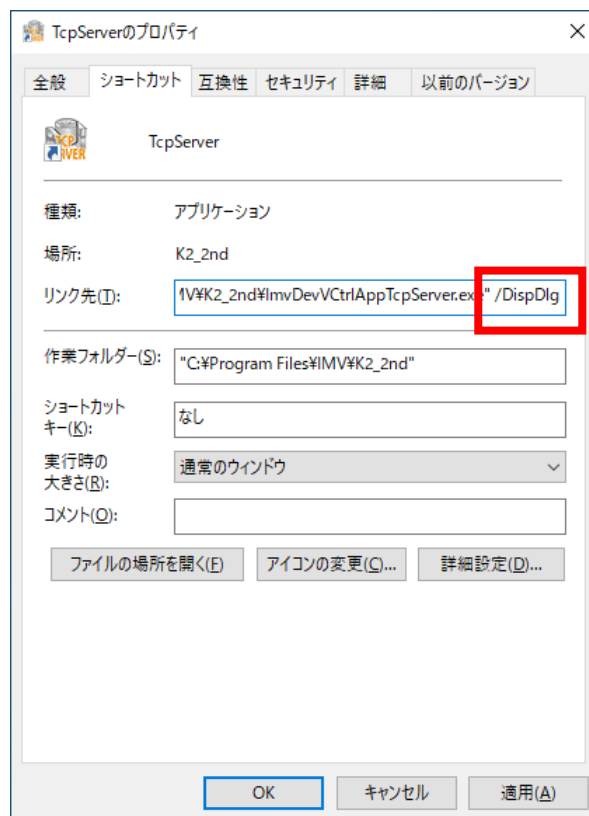 TcpServerのプロパティ
全般 ショートカット 互換性 セキュリティ 詳細 以前のバージョン
TCP
TcpServer
種類: アプリケーション
場所: K2_2nd
リンク先(T): MV¥K2_2nd¥ImvDevVCtrlAppTcpServer.exe" /DispDlg
作業フォルダー(S): "C:¥Program Files¥IMV¥K2_2nd"
ショートカット
キー(K): なし
実行時の
大きさ(R): 通常のウィンドウ
コメント(O):
ファイルの場所を開く(F) アイコンの変更(C)... 詳細設定(D)...
OK キャンセル 適用(A)